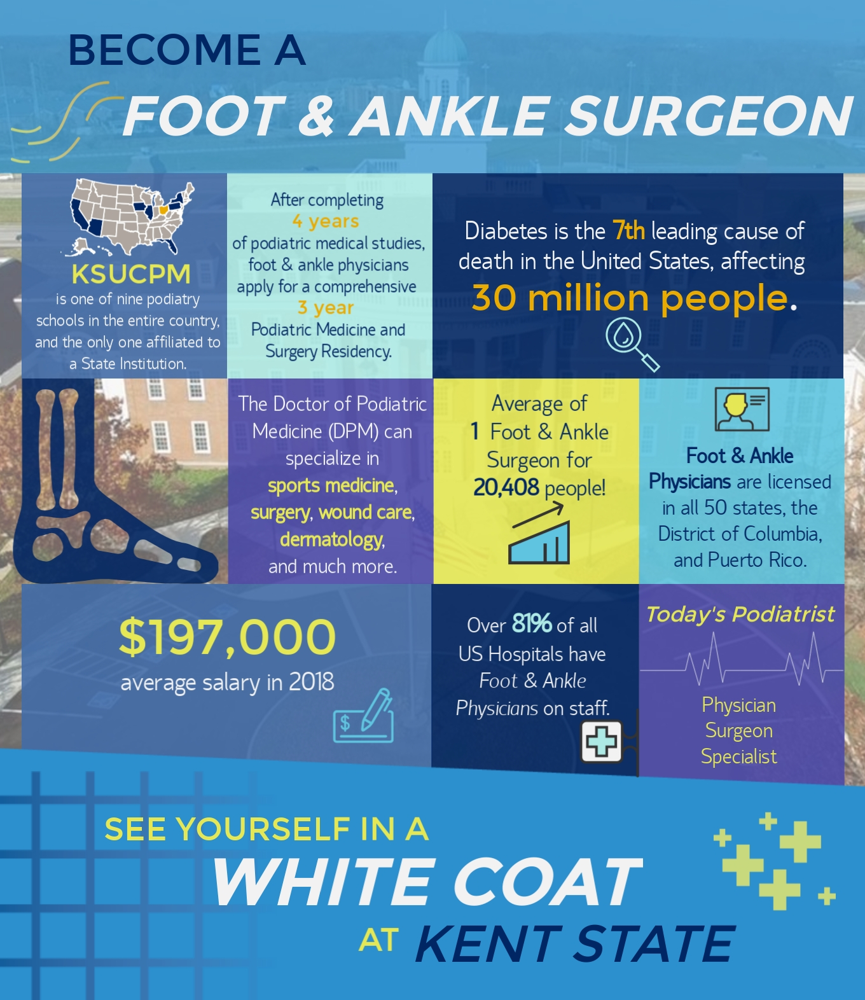 BECOME A
FOOT & ANKLE SURGEON
KSUCPM
is one of nine podiatry
schools in the entire country,
and the only one affiliated to
a State Institution.
After completing
4 years
of podiatric medical studies,
foot & ankle physicians
apply for a comprehensive
3 year
Podiatric Medicine and
Surgery Residency.
Diabetes is the 7th leading cause of
death in the United States, affecting
30 million people.
The Doctor of Podiatric
Medicine (DPM) can
specialize in
sports medicine,
surgery, wound care,
dermatology,
and much more.
Average of
1 Foot & Ankle
Surgeon for
20,408 people!
Foot & Ankle
Physicians are licensed
in all 50 states, the
District of Columbia,
and Puerto Rico.
$197,000
average salary in 2018
$
Over 81% of all
US Hospitals have
Foot & Ankle
Physicians on staff.
Today's Podiatrist
Physician
Surgeon
Specialist
SEE YOURSELF IN A
WHITE COAT
AT KENT STATE